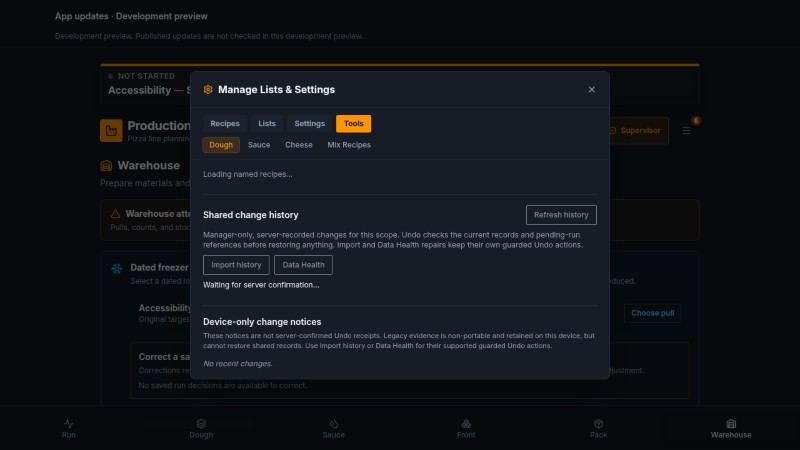 App updates · Development preview
Development preview. Published updates are not checked in this development preview.
NOT STARTED
Accessibility — S
Production
Pizza line planning
Supervisor
6
Warehouse
Prepare materials and
Warehouse atte
Pulls, counts, and stoc
Dated freezer
Select a dated lo
oduced.
Accessibility
Original target
Choose pull
Correct a sa
Corrections re
djustment.
No saved run decisions are available to correct.
Manage Lists & Settings
Recipes
Lists
Settings
Tools
Dough
Sauce
Cheese
Mix Recipes
Loading named recipes...
Shared change history
Refresh history
Manager-only, server-recorded changes for this scope. Undo checks the current records and pending-run
references before restoring anything. Import and Data Health repairs keep their own guarded Undo actions.
Import history
Data Health
Waiting for server confirmation...
Device-only change notices
These notices are not server-confirmed Undo receipts. Legacy evidence is non-portable and retained on this device, but
cannot restore shared records. Use Import history or Data Health for their supported guarded Undo actions.
No recent changes.
Run
Dough
Sauce
Front
Pack
Warehouse